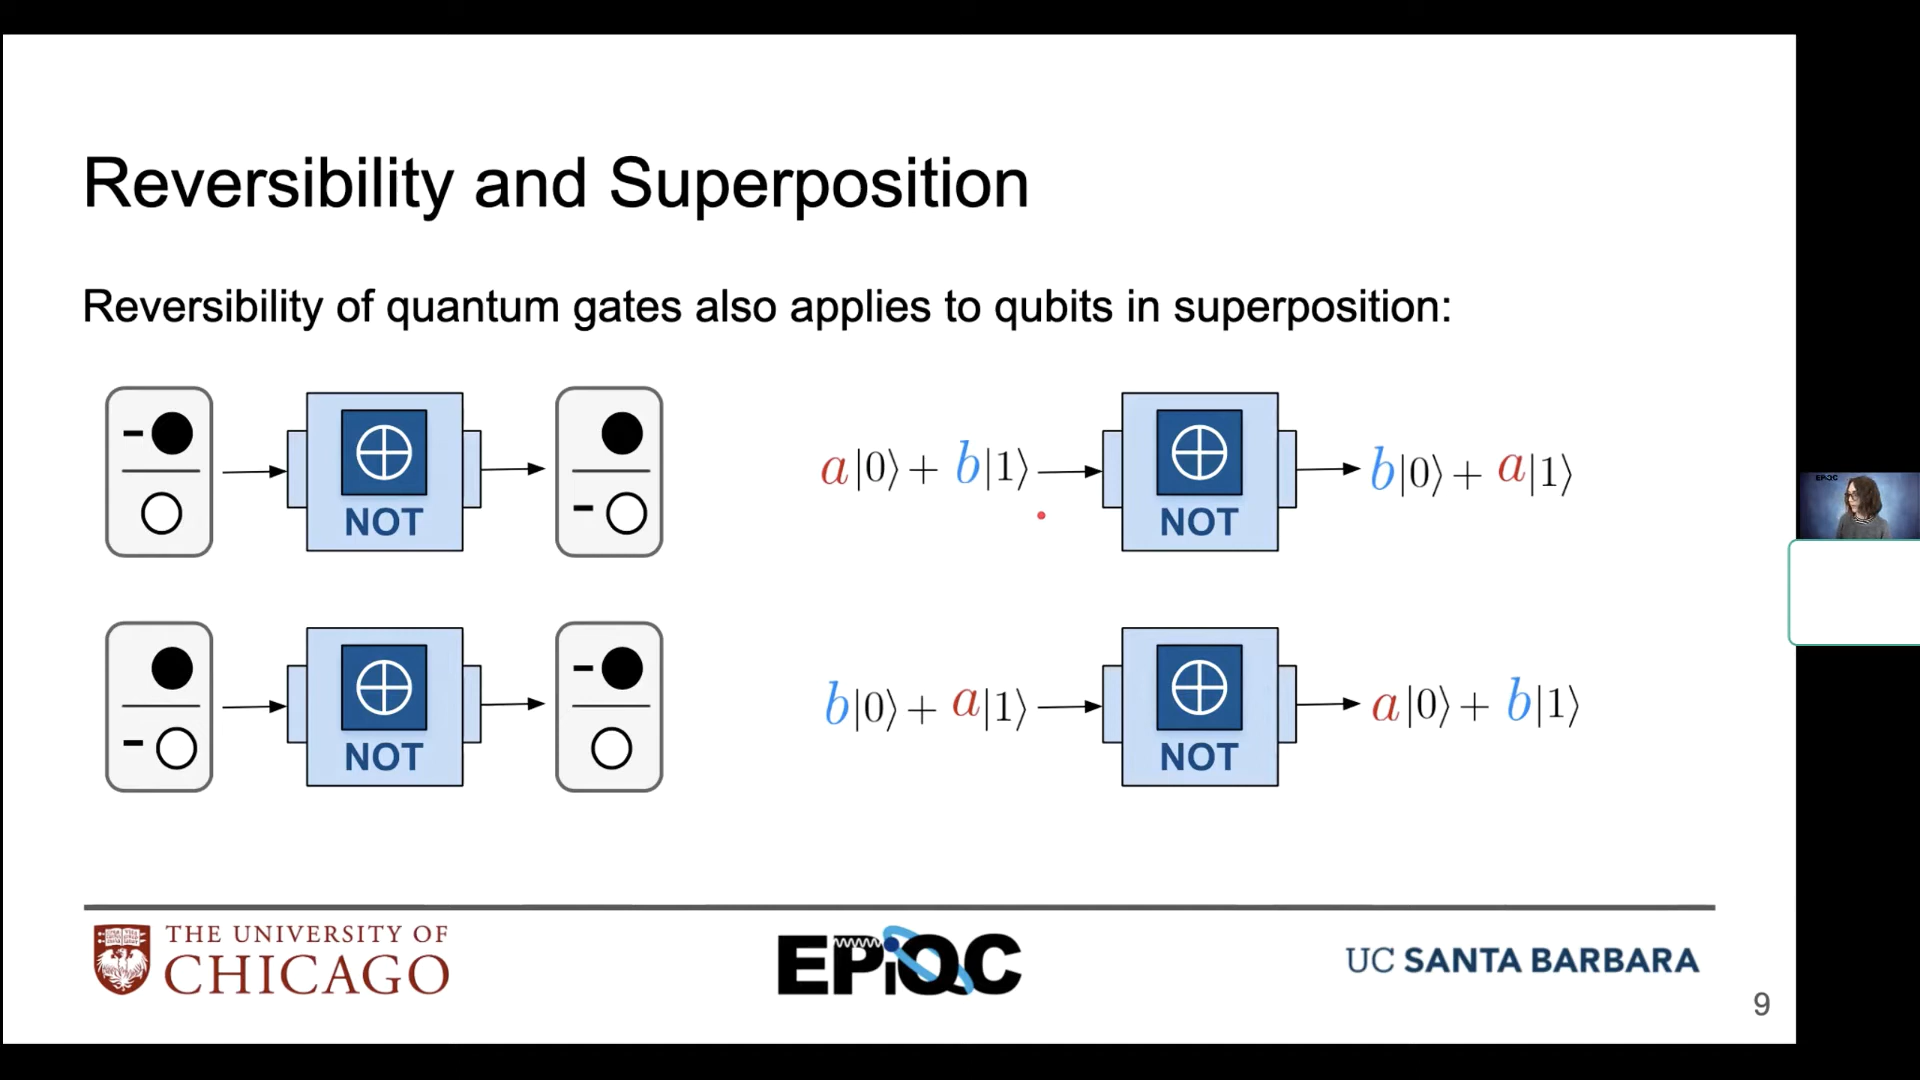 Reversibility and Superposition
Reversibility of quantum gates also applies to qubits in superposition:
-
-
NOT
a|0⟩ + b|1⟩
NOT
b|0⟩ + a|1⟩
-
-
NOT
b|0⟩ + a|1⟩
NOT
a|0⟩ + b|1⟩
EPiQC
THE UNIVERSITY OF
CHICAGO
EPiQC
UC SANTA BARBARA
9